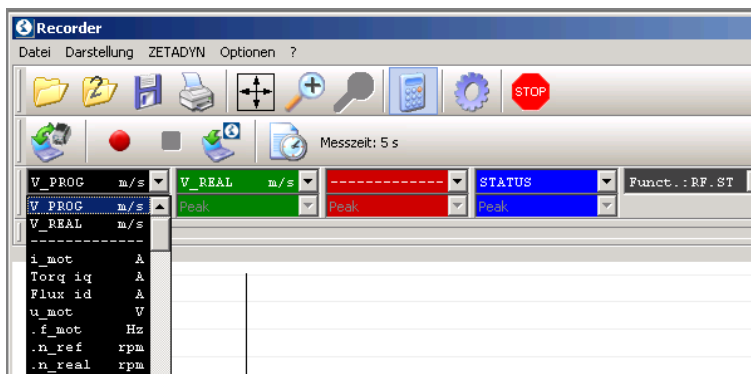 Recorder
Datei Darstellung ZETADYN Optionen ?
2 STOP
Messzeit: 5 s
V_PROG m/s V_REAL m/s ------------- STATUS Funct.:RF.ST
V_PROG m/s Peak Peak Peak
V_REAL m/s
-------------
i_mot A
Torq iq A
Flux id A
u_mot V
.f_mot Hz
.n_ref rpm
.n_real rpm